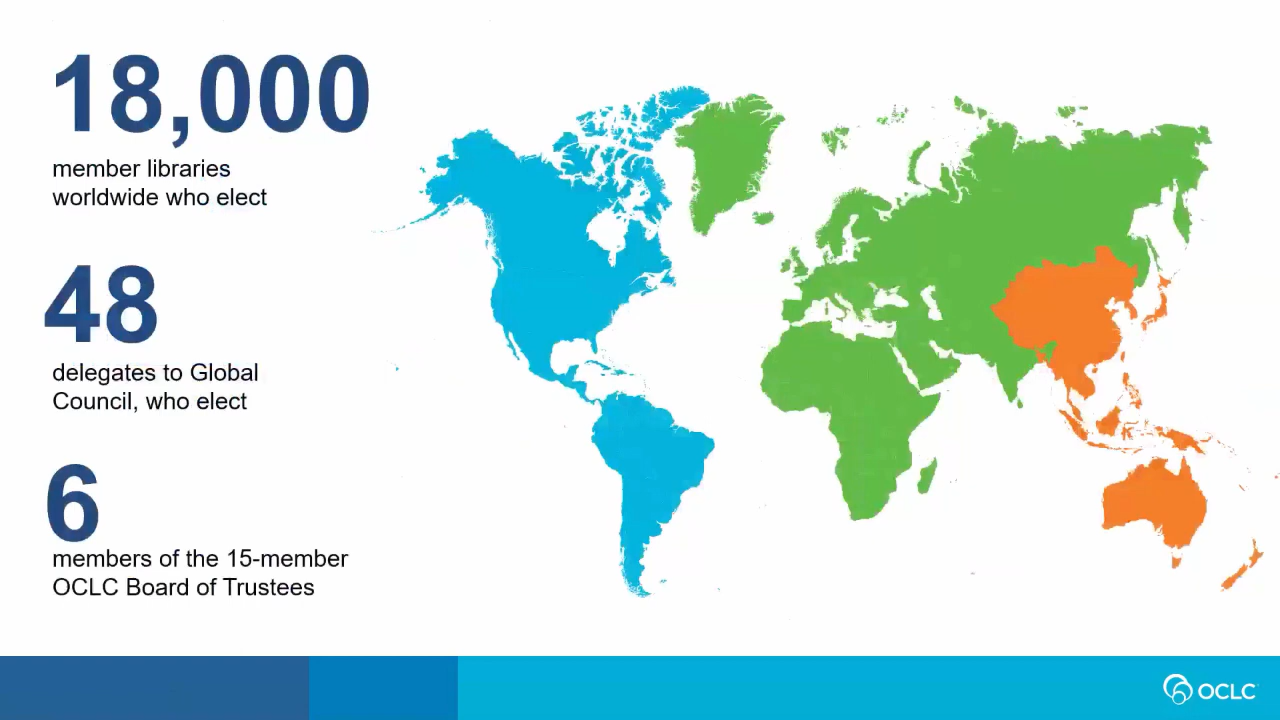 18,000
member libraries
worldwide who elect
48
delegates to Global
Council, who elect
6
members of the 15-member
OCLC Board of Trustees
OCLC